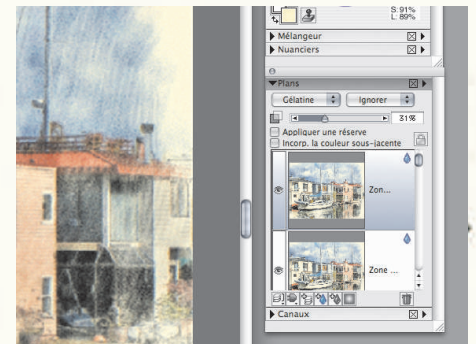 S: 91%
L: 89%
Mélangeur
Nuanciers
Plans
Gélatine Ignorer
31%
Appliquer une réserve
Incorp. la couleur sous-jacente
Zon...
Zone ...
Canaux